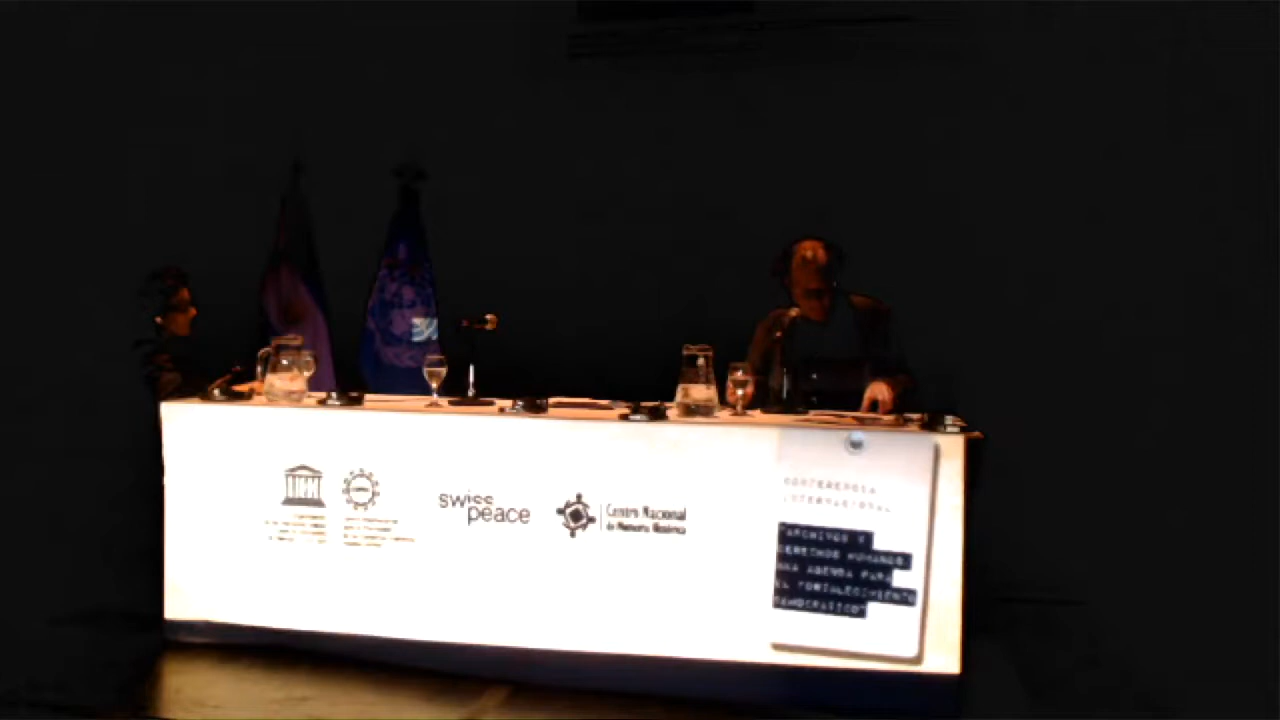 swiss
peace
Centro Nacional
de Memoria Histórica
CONFERENCIA
INTERNACIONAL
"ARCHIVOS Y
DERECHOS HUMANOS:
UNA AGENDA PARA
EL FORTALECIMIENTO
DEMOCRÁTICO"